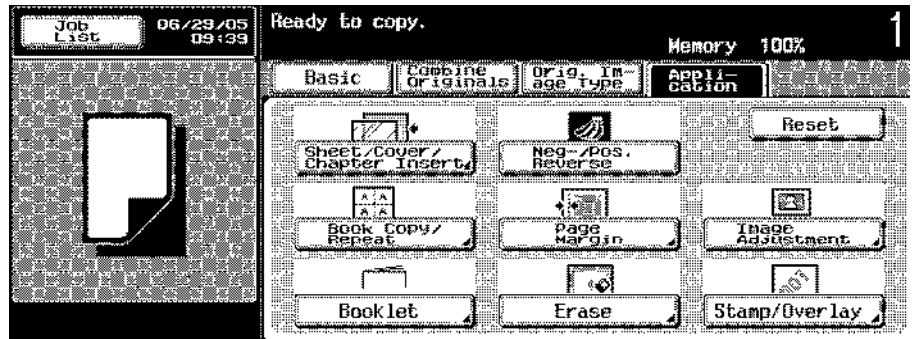 Job
List
06/29/05
09:39
Ready to copy.
1
Memory 100%
Basic
Combine
Originals
Orig. Im-
age Type
Appli-
cation
Sheet/Cover/
Chapter Insert
Neg-/Pos.
Reverse
Reset
Book Copy/
Repeat
Page
Margin
Image
Adjustment
Booklet
Erase
Stamp/Overlay